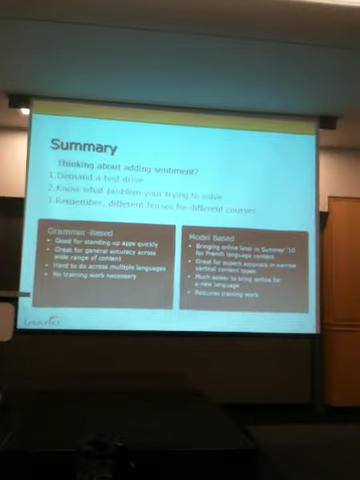 Summary
Thinking about adding sentiment?
1.Demand a test drive
2.Know what problem your trying to solve
3.Remember, different horses for different courses
Grammer-Based
• Good for standing up apps quickly
• Great for general accuracy across
wide range of content
• Hard to do across multiple languages
• No training work necessary
Model Based
• Bringing online later in Summer '10
for French language content
• Great for superb accuracy in narrow
vertical content types
• Much easier to bring online for
a new language
• Requires training work